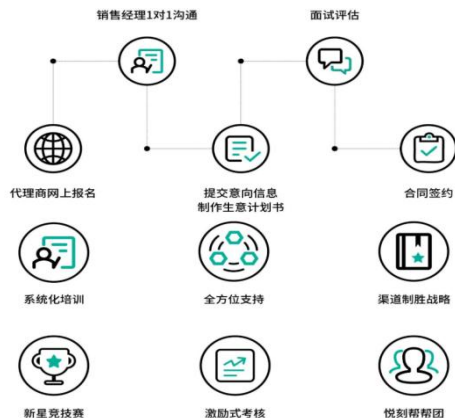 销售经理1对1沟通
面试评估
代理商网上报名
提交意向信息
制作生意计划书
合同签约
系统化培训
全方位支持
渠道制胜战略
新星竞技赛
激励式考核
悦刻帮帮团